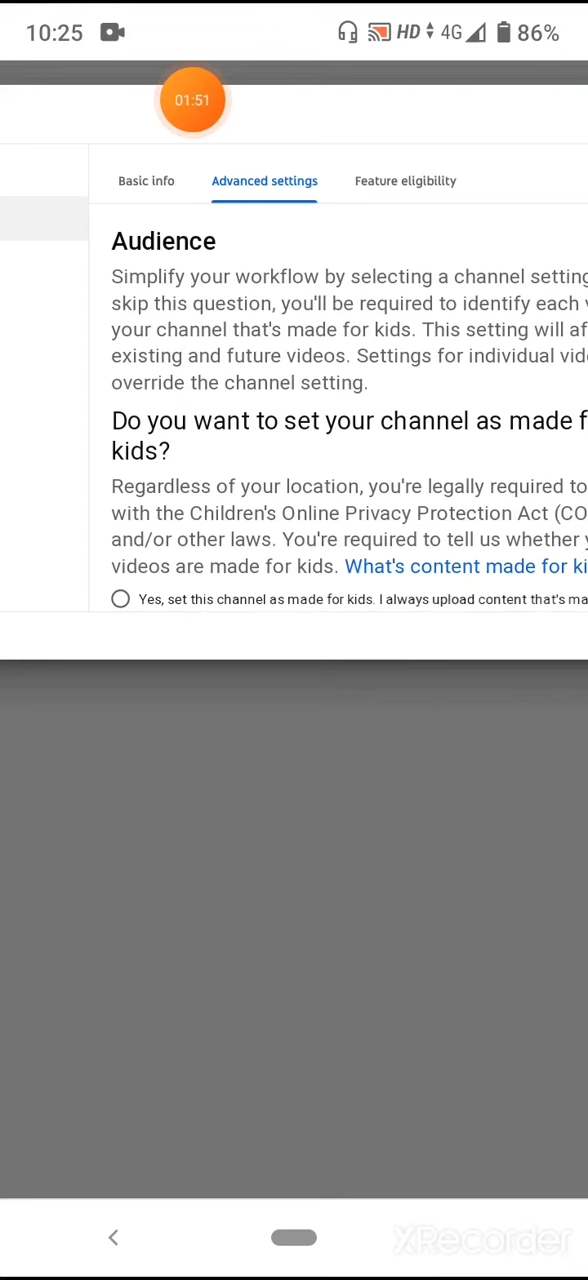 10:25 HD 4G 86%
01:51
Basic info Advanced settings Feature eligibility
Audience
Simplify your workflow by selecting a channel setting
skip this question, you'll be required to identify each
your channel that's made for kids. This setting will
existing and future videos. Settings for individual
override the channel setting.
Do you want to set your channel as made
kids?
Regardless of your location, you're legally required to
with the Children's Online Privacy Protection Act (CO
and/or other laws. You're required to tell us whether
videos are made for kids. What's content made for
Yes, set this channel as made for kids. I always upload content that's
XRecorder